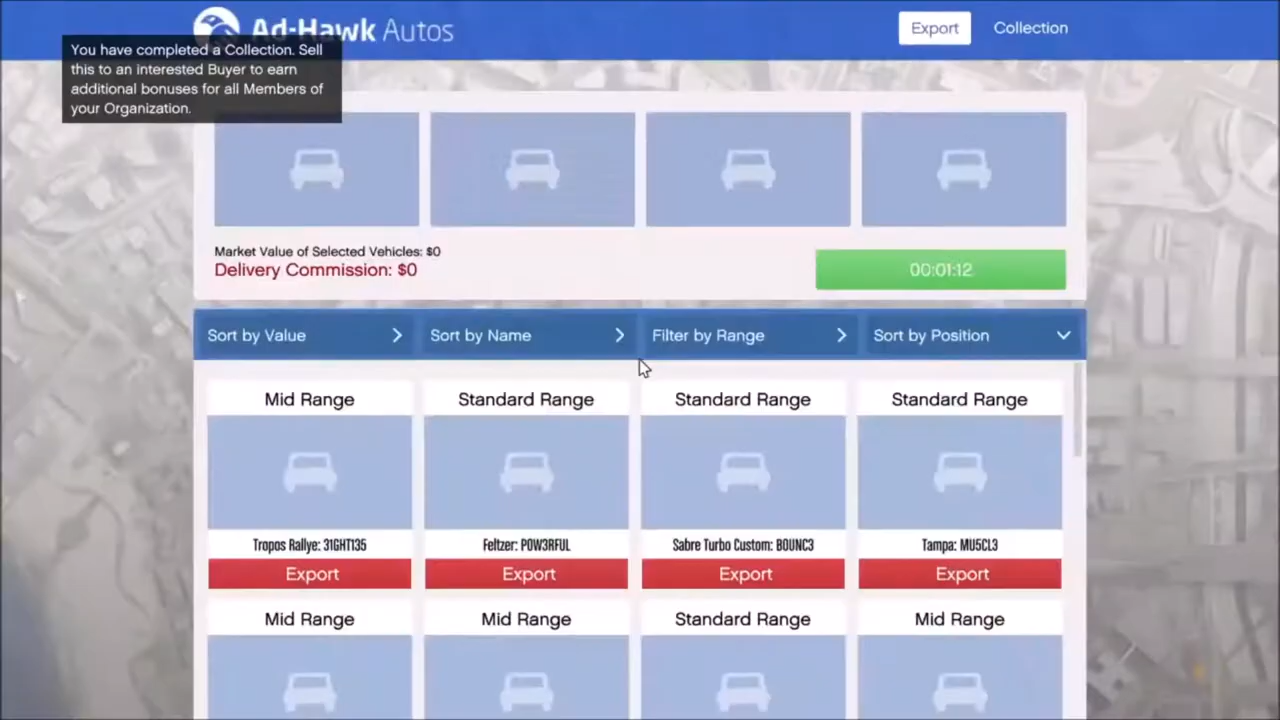 Ad-Hawk Autos
Export
Collection
You have completed a Collection. Sell
this to an interested Buyer to earn
additional bonuses for all Members of
your Organization.
Market Value of Selected Vehicles: $0
Delivery Commission: $0
00:01:12
Sort by Value
Sort by Name
Filter by Range
Sort by Position
Mid Range
Standard Range
Standard Range
Standard Range
Tropos Rallye: 31GHT135
Feltzer: P0W3RFUL
Sabre Turbo Custom: B0UNC3
Tampa: MU5CL3
Export
Export
Export
Export
Mid Range
Mid Range
Standard Range
Mid Range